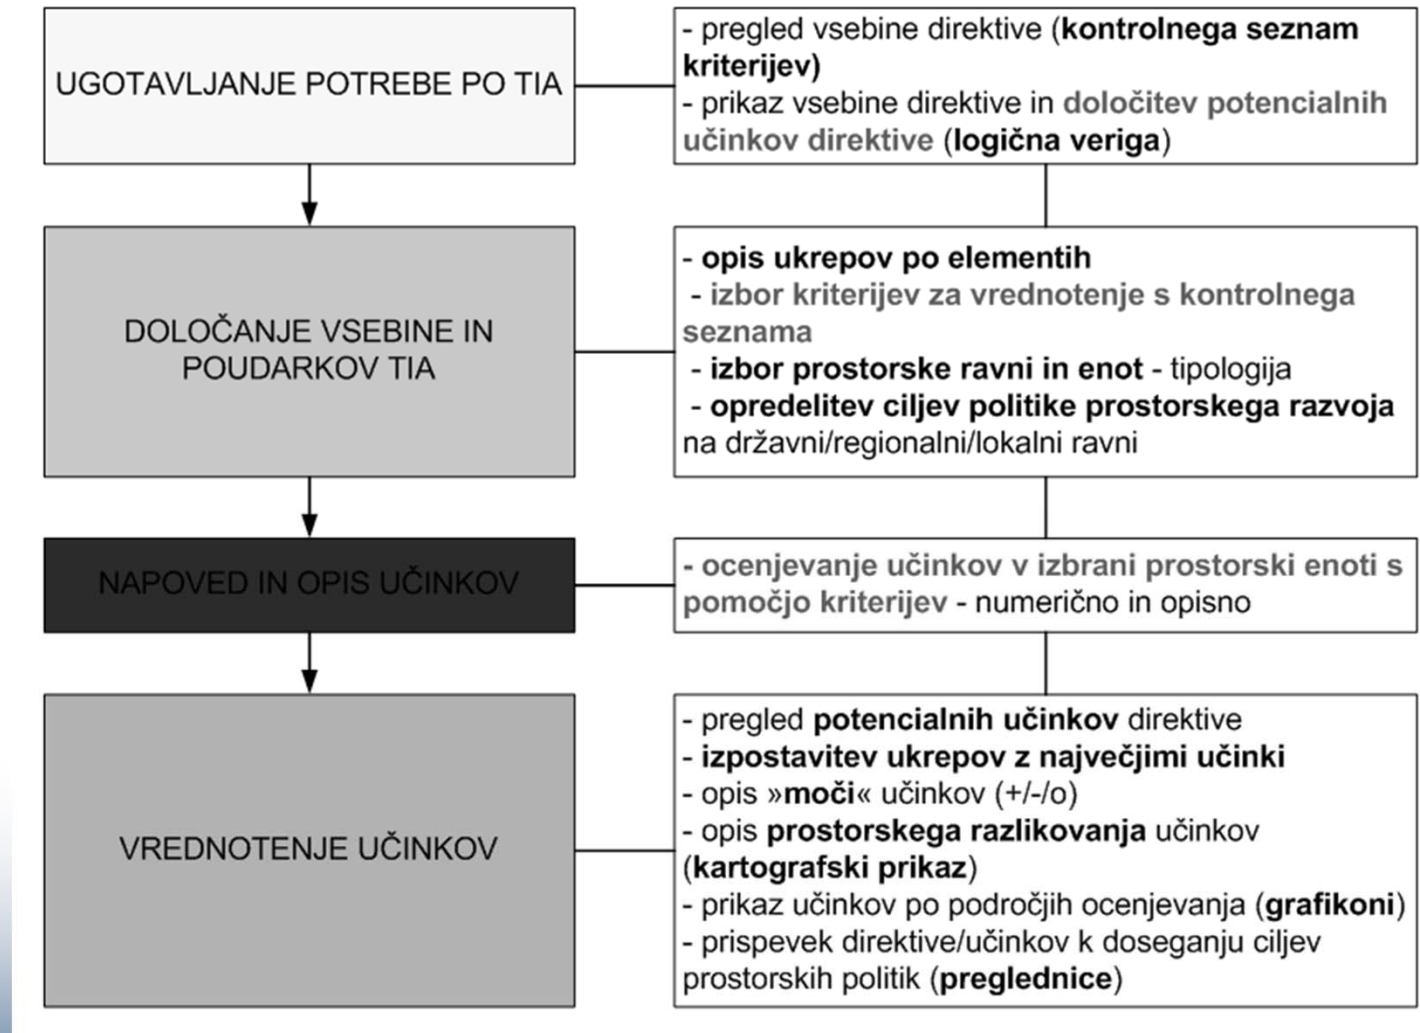 UGOTAVLJANJE POTREBE PO TIA
- pregled vsebine direktive (kontrolnega seznam
kriterijev)
- prikaz vsebine direktive in določitev potencialnih
učinkov direktive (logična veriga)
DOLOČANJE VSEBINE IN
POUDARKOV TIA
- opis ukrepov po elementih
- izbor kriterijev za vrednotenje s kontrolnega
seznama
- izbor prostorske ravni in enot - tipologija
- opredelitev ciljev politike prostorskega razvoja
na državni/regionalni/lokalni ravni
NAPOVED IN OPIS UČINKOV
- ocenjevanje učinkov v izbrani prostorski enoti s
pomočjo kriterijev - numerično in opisno
VREDNOTENJE UČINKOV
- pregled potencialnih učinkov direktive
- izpostavitev ukrepov z največjimi učinki
- opis »moči« učinkov (+/-/o)
- opis prostorskega razlikovanja učinkov
(kartografski prikaz)
- prikaz učinkov po področjih ocenjevanja (grafikoni)
- prispevek direktive/učinkov k doseganju ciljev
prostorskih politik (preglednice)